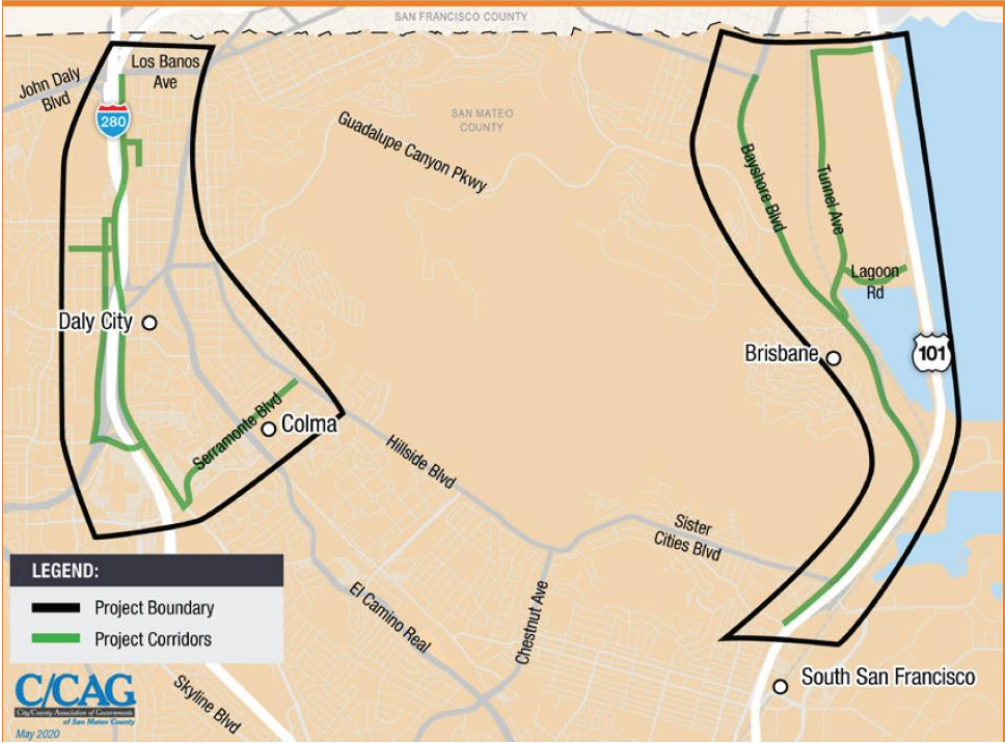 SAN FRANCISCO COUNTY
Los Banos
Ave
John Daly
Blvd
280
SAN MATEO
COUNTY
Guadalupe Canyon Pkwy
Bayshore Blvd
Tunnel Ave
Lagoon
Rd
Daly City
Brisbane
101
Serramonte Blvd
Colma
Hillside Blvd
Sister
Cities Blvd
LEGEND:
Project Boundary
Project Corridors
El Camino Real
Chestnut Ave
South San Francisco
Skyline Blvd
C/CAG
City/County Association of Governments
of San Mateo County
May 2020